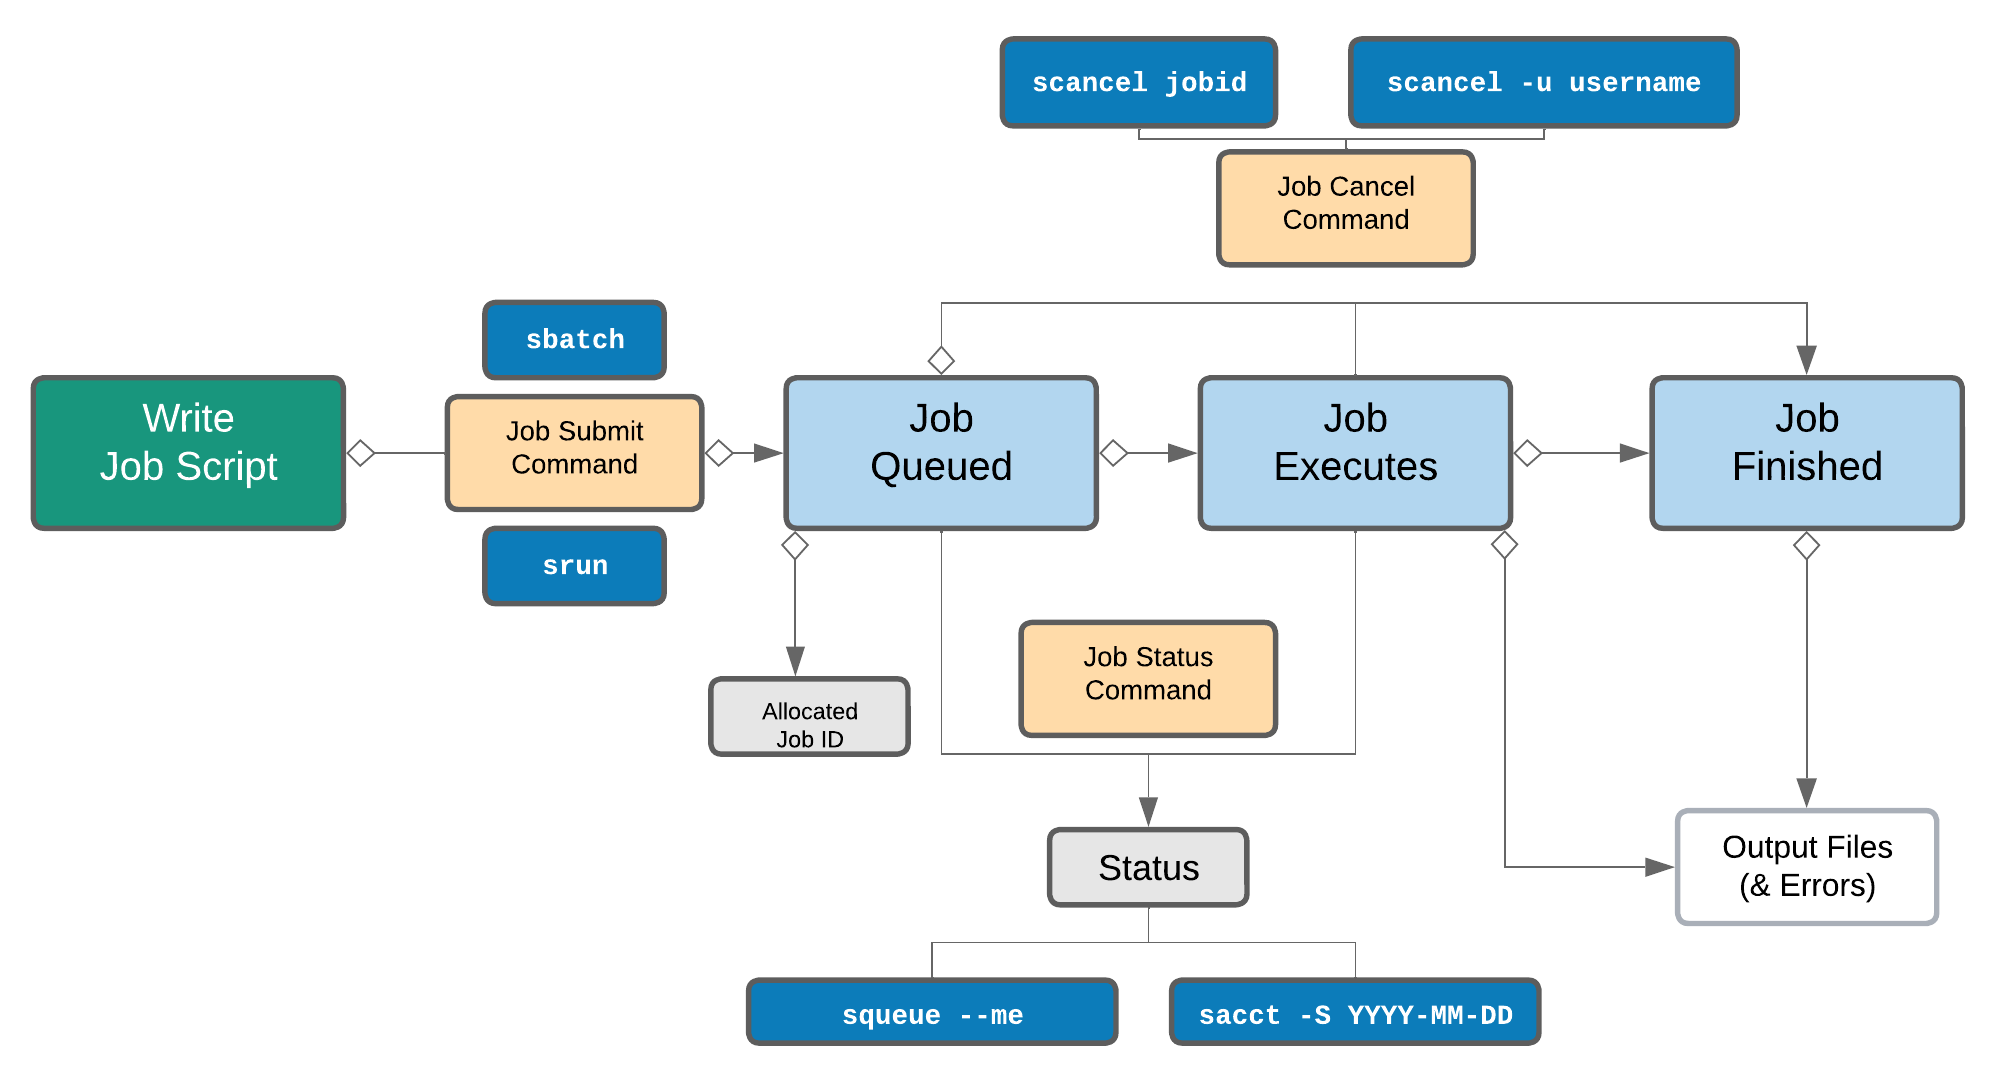 scancel jobid
scancel -u username
Job Cancel
Command
sbatch
Write
Job Script
Job Submit
Command
srun
Job
Queued
Job
Executes
Job
Finished
Allocated
Job ID
Job Status
Command
Status
Output Files
(& Errors)
squeue --me
sacct -S YYYY-MM-DD